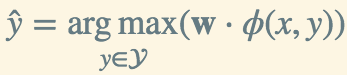 ŷ = arg max(𝐰 · ϕ(x, y))
y∈𝒴